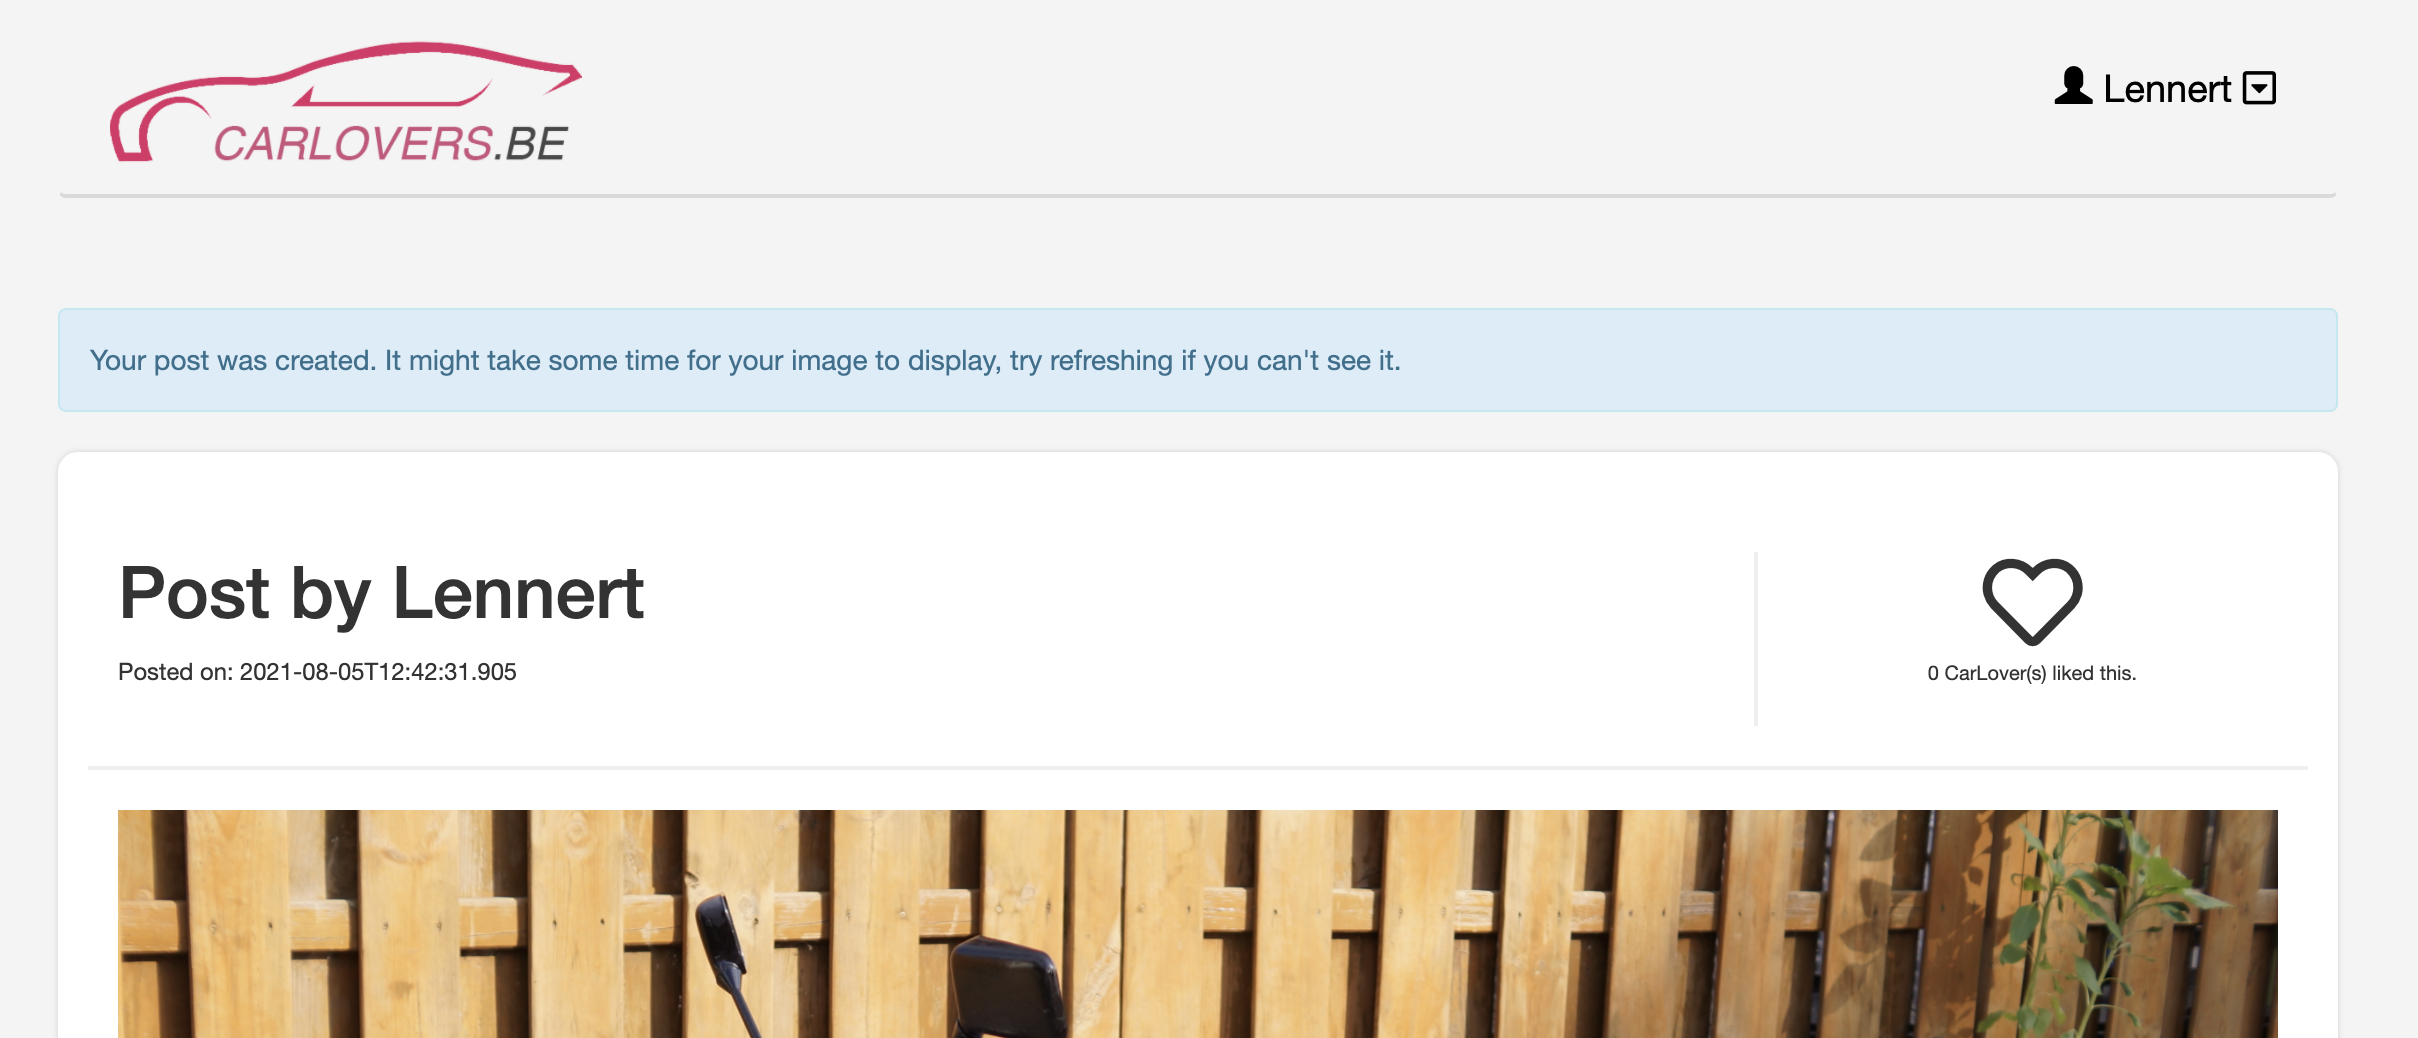 CARLOVERS.BE
Lennert
Your post was created. It might take some time for your image to display, try refreshing if you can't see it.
Post by Lennert
Posted on: 2021-08-05T12:42:31.905
0 CarLover(s) liked this.